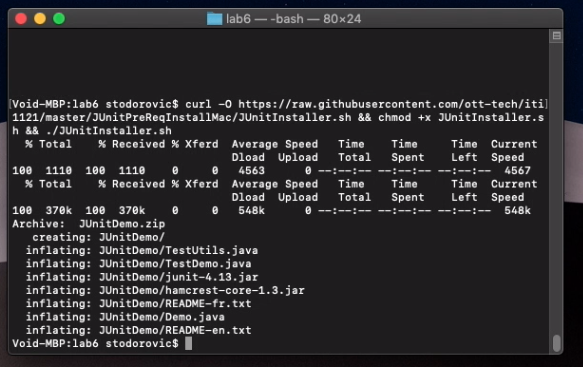 lab6 — -bash — 80×24
[Void-MBP:lab6 stodorovic$ curl -O https://raw.githubusercontent.com/ott-tech/iti]
1121/master/JUnitPreReqInstallMac/JUnitInstaller.sh && chmod +x JUnitInstaller.s
h && ./JUnitInstaller.sh
  % Total    % Received % Xferd  Average Speed   Time    Time     Time  Current
                                 Dload  Upload   Total   Spent    Left  Speed
100  1110  100  1110    0     0   4563      0 --:--:-- --:--:-- --:--:--  4567
  % Total    % Received % Xferd  Average Speed   Time    Time     Time  Current
                                 Dload  Upload   Total   Spent    Left  Speed
100  370k  100  370k    0     0   548k      0 --:--:-- --:--:-- --:--:--  548k
Archive:  JUnitDemo.zip
   creating: JUnitDemo/
  inflating: JUnitDemo/TestUtils.java
  inflating: JUnitDemo/TestDemo.java
  inflating: JUnitDemo/junit-4.13.jar
  inflating: JUnitDemo/hamcrest-core-1.3.jar
  inflating: JUnitDemo/README-fr.txt
  inflating: JUnitDemo/Demo.java
  inflating: JUnitDemo/README-en.txt
Void-MBP:lab6 stodorovic$